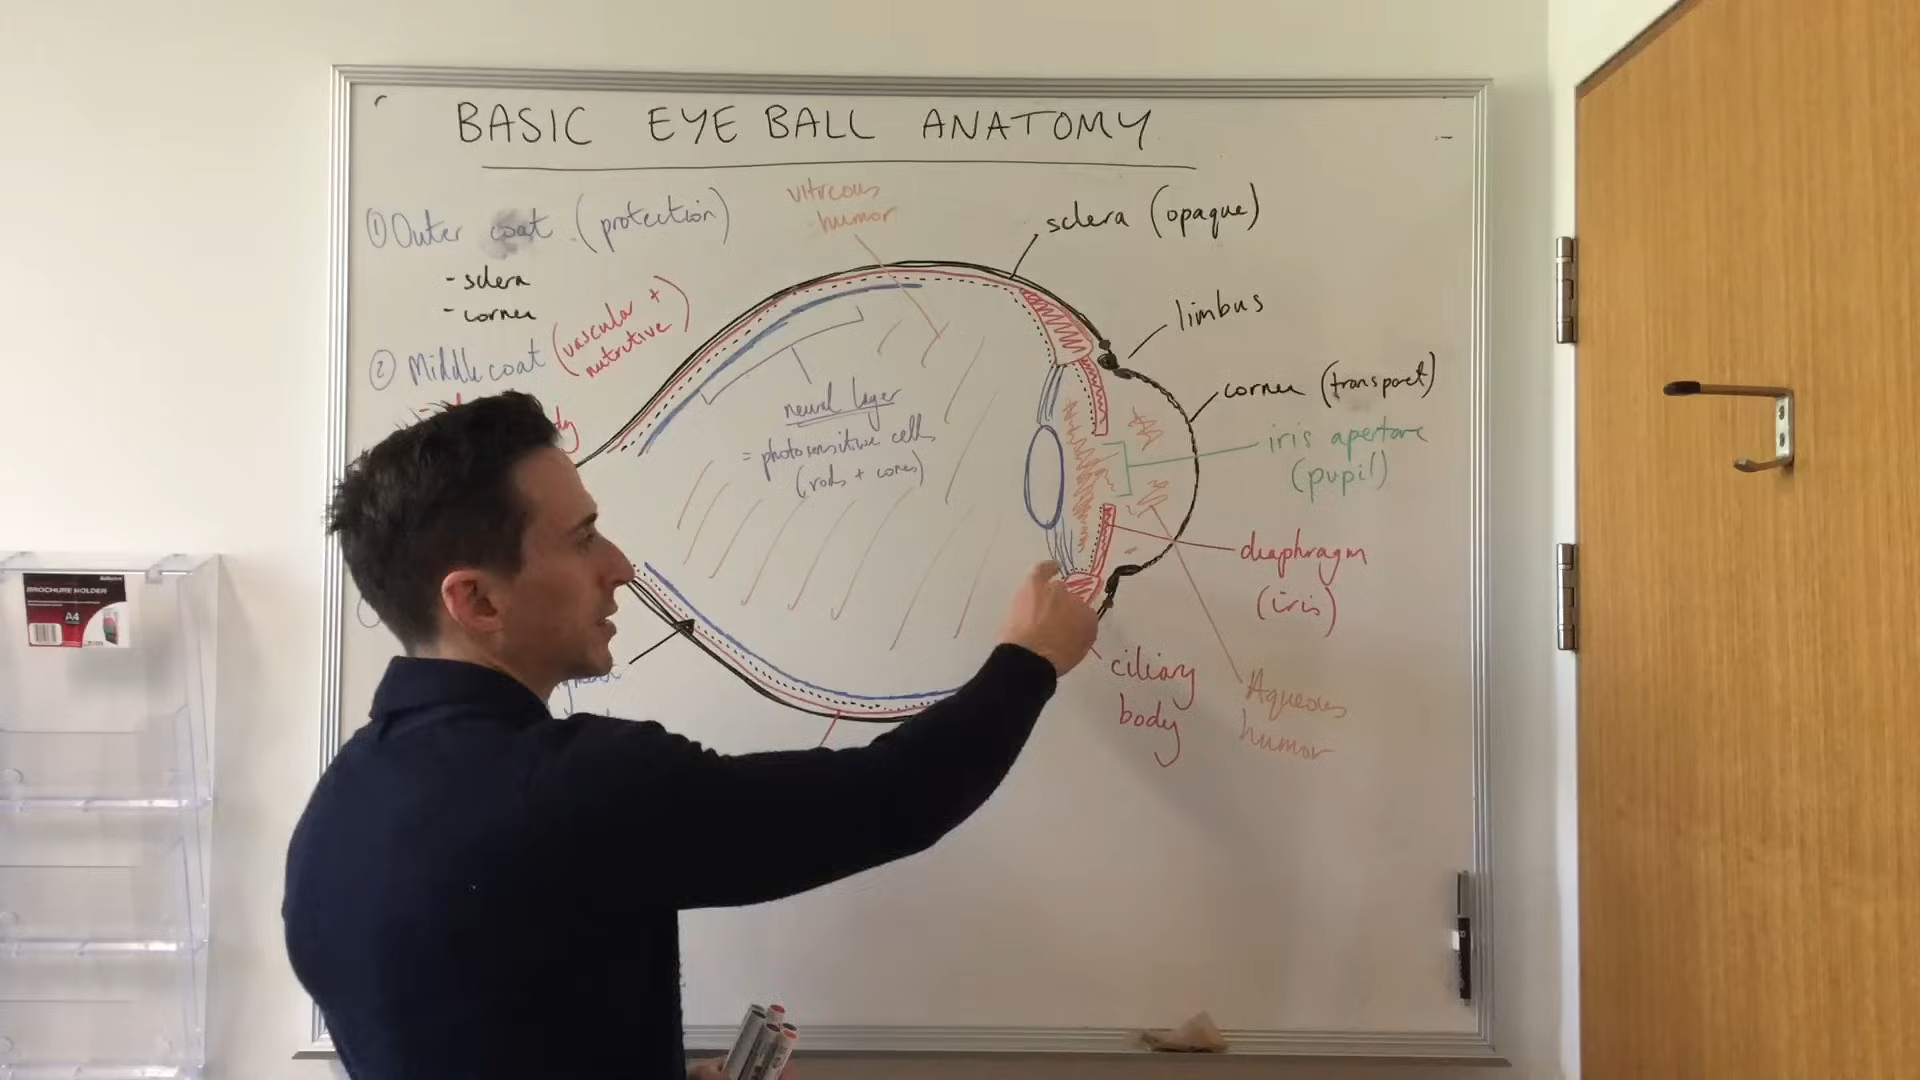 BASIC EYE BALL ANATOMY
① Outer coat (protection)
- sclera
- cornea
② Middle coat (vascular +
nutritive)
vitreous
humor
sclera (opaque)
limbus
cornea (transparet)
iris aperture
(pupil)
diaphragm
(iris)
ciliary
body
Aqueous
humor
neural layer
= photosensitive cells
(rods + cones)
BROCHURE HOLDER
A4